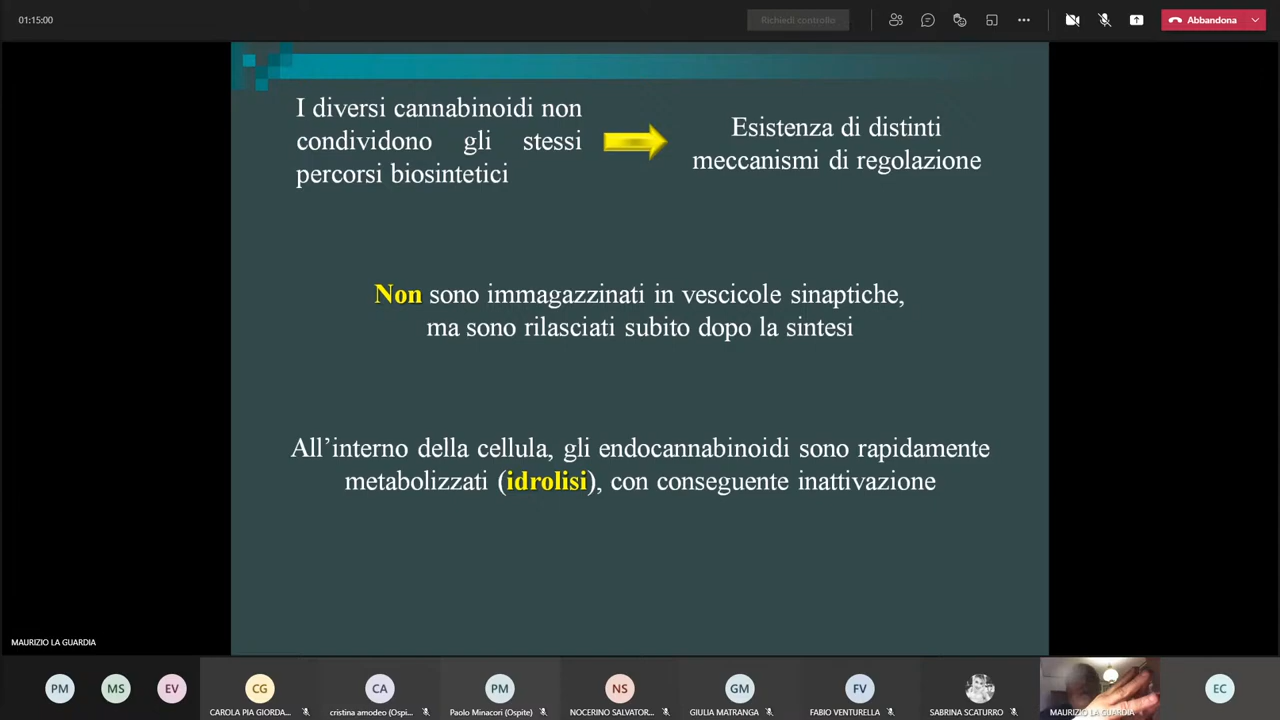 01:15:00
Richiedi controllo
Abbandona
I diversi cannabinoidi non
condividono gli stessi
percorsi biosintetici
Esistenza di distinti
meccanismi di regolazione
Non sono immagazzinati in vescicole sinaptiche,
ma sono rilasciati subito dopo la sintesi
All’interno della cellula, gli endocannabinoidi sono rapidamente
metabolizzati (idrolisi), con conseguente inattivazione
MAURIZIO LA GUARDIA
PM
MS
EV
CG
CAROLA PIA GIORDA...
CA
cristina amodeo (Ospi...
PM
Paolo Minacori (Ospite)
NS
NOCERINO SALVATOR...
GM
GIULIA MATRANGA
FV
FABIO VENTURELLA
SABRINA SCATURRO
MAURIZIO LA GUARDIA
EC